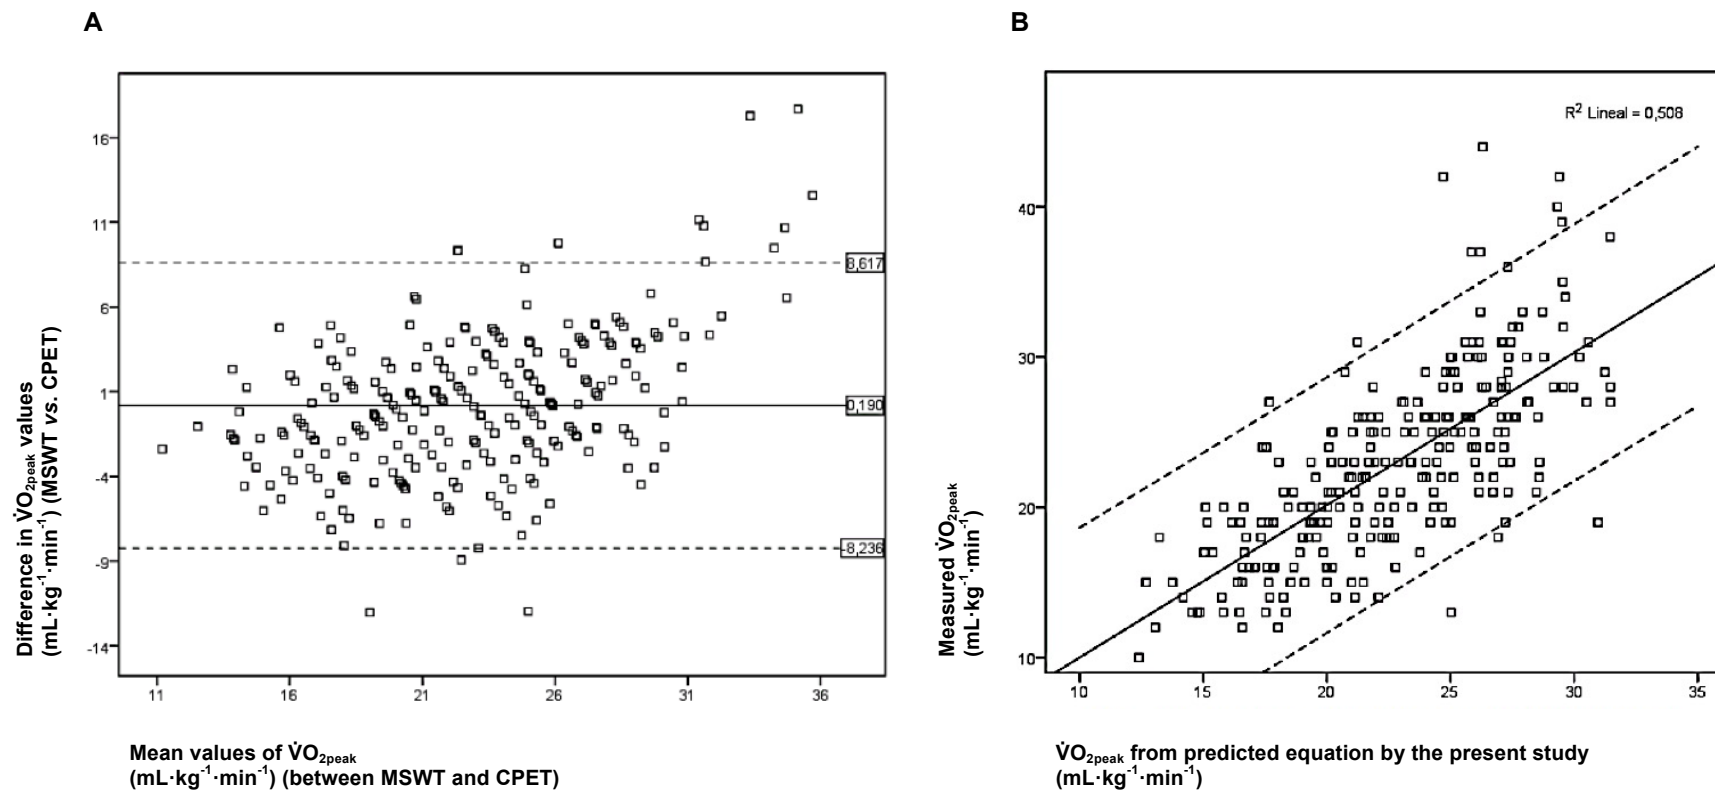 A
B
Difference in V̇O2peak values
(mL·kg-1·min-1) (MSWT vs. CPET)
16
11
6
1
-4
-9
-14
8,617
0,190
-8,236
11
16
21
26
31
36
Mean values of V̇O2peak
(mL·kg-1·min-1) (between MSWT and CPET)
Measured V̇O2peak
(mL·kg-1·min-1)
R2 Lineal = 0,508
40
30
20
10
10
15
20
25
30
35
V̇O2peak from predicted equation by the present study
(mL·kg-1·min-1)